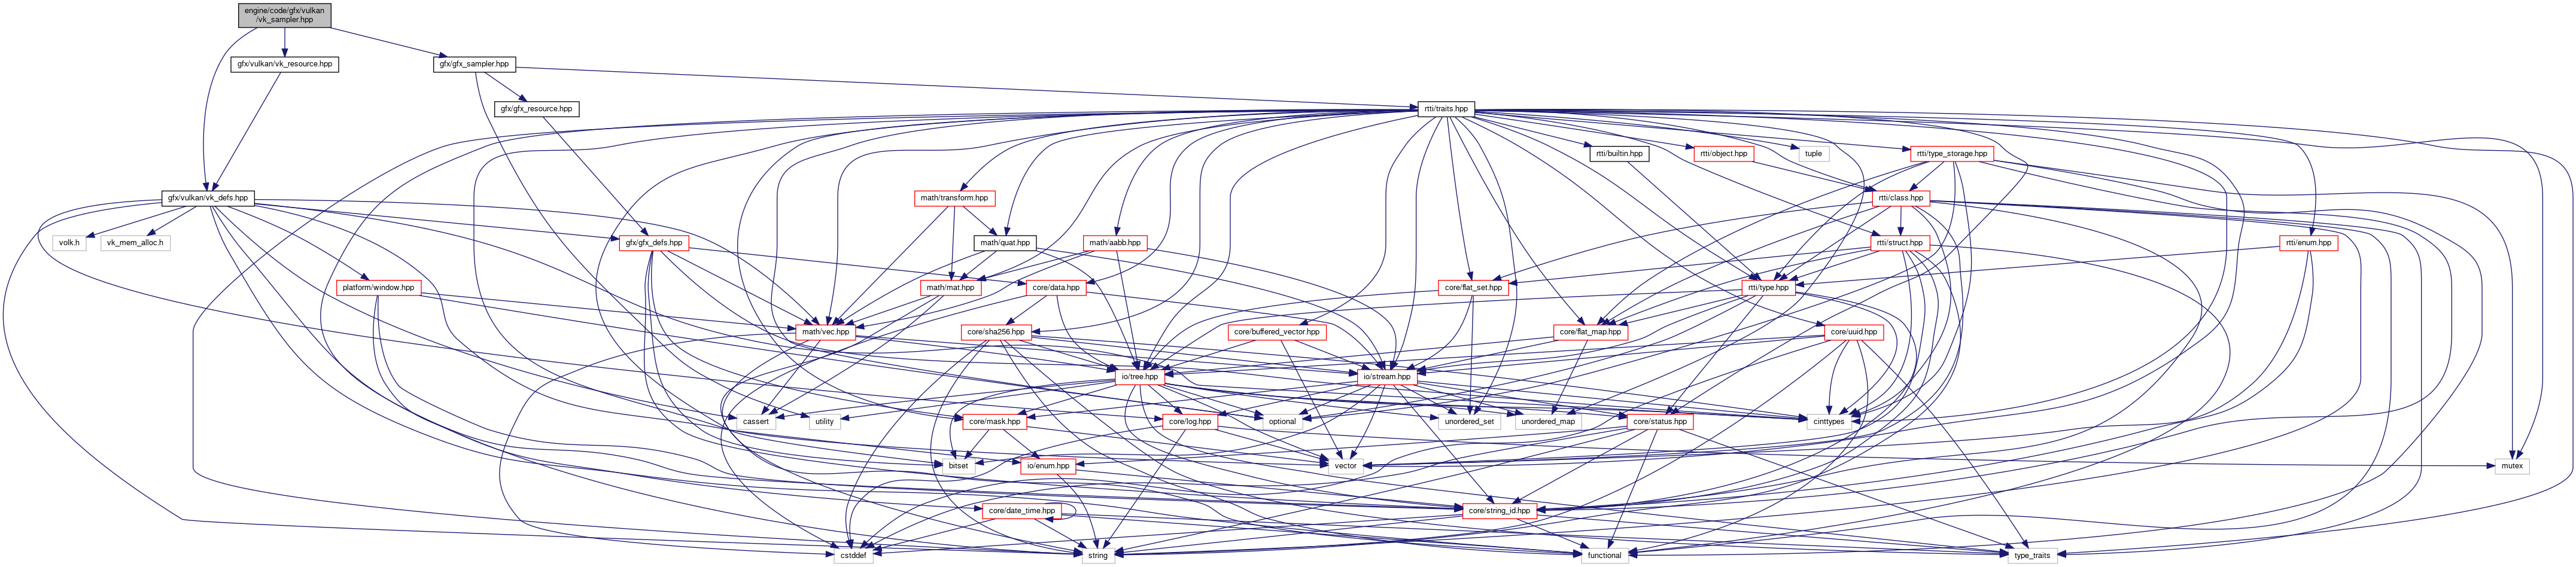 engine/code/gfx/vulkan
/vk_sampler.hpp
gfx/vulkan/vk_resource.hpp
gfx/gfx_sampler.hpp
gfx/gfx_resource.hpp
rtti/traits.hpp
rtti/builtin.hpp
rtti/object.hpp
tuple
rtti/type_storage.hpp
gfx/vulkan/vk_defs.hpp
math/transform.hpp
rtti/class.hpp
volk.h
vk_mem_alloc.h
gfx/gfx_defs.hpp
math/quat.hpp
math/aabb.hpp
rtti/struct.hpp
rtti/enum.hpp
platform/window.hpp
math/mat.hpp
core/data.hpp
core/flat_set.hpp
rtti/type.hpp
math/vec.hpp
core/sha256.hpp
core/buffered_vector.hpp
core/flat_map.hpp
core/uuid.hpp
io/tree.hpp
io/stream.hpp
cassert
utility
core/mask.hpp
core/log.hpp
optional
unordered_set
unordered_map
core/status.hpp
cinttypes
bitset
io/enum.hpp
vector
mutex
core/date_time.hpp
core/string_id.hpp
cstddef
string
functional
type_traits